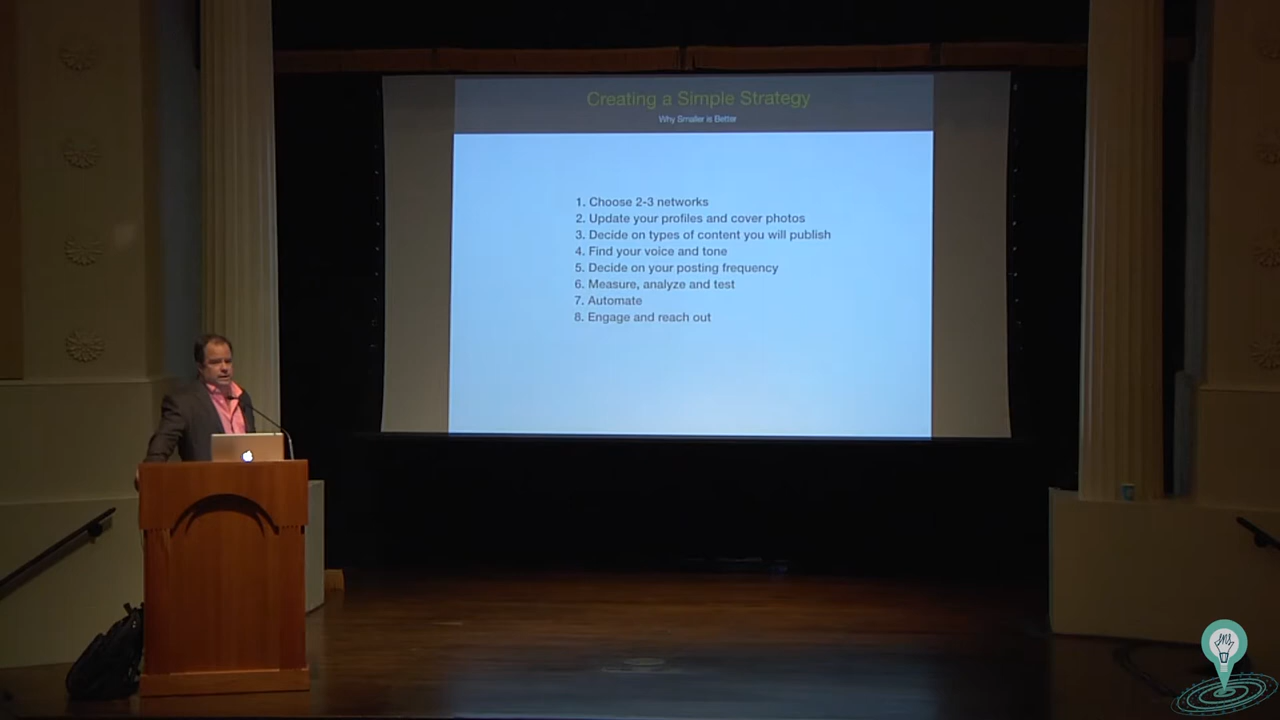 Creating a Simple Strategy
Why Smaller is Better
1. Choose 2-3 networks
2. Update your profiles and cover photos
3. Decide on types of content you will publish
4. Find your voice and tone
5. Decide on your posting frequency
6. Measure, analyze and test
7. Automate
8. Engage and reach out